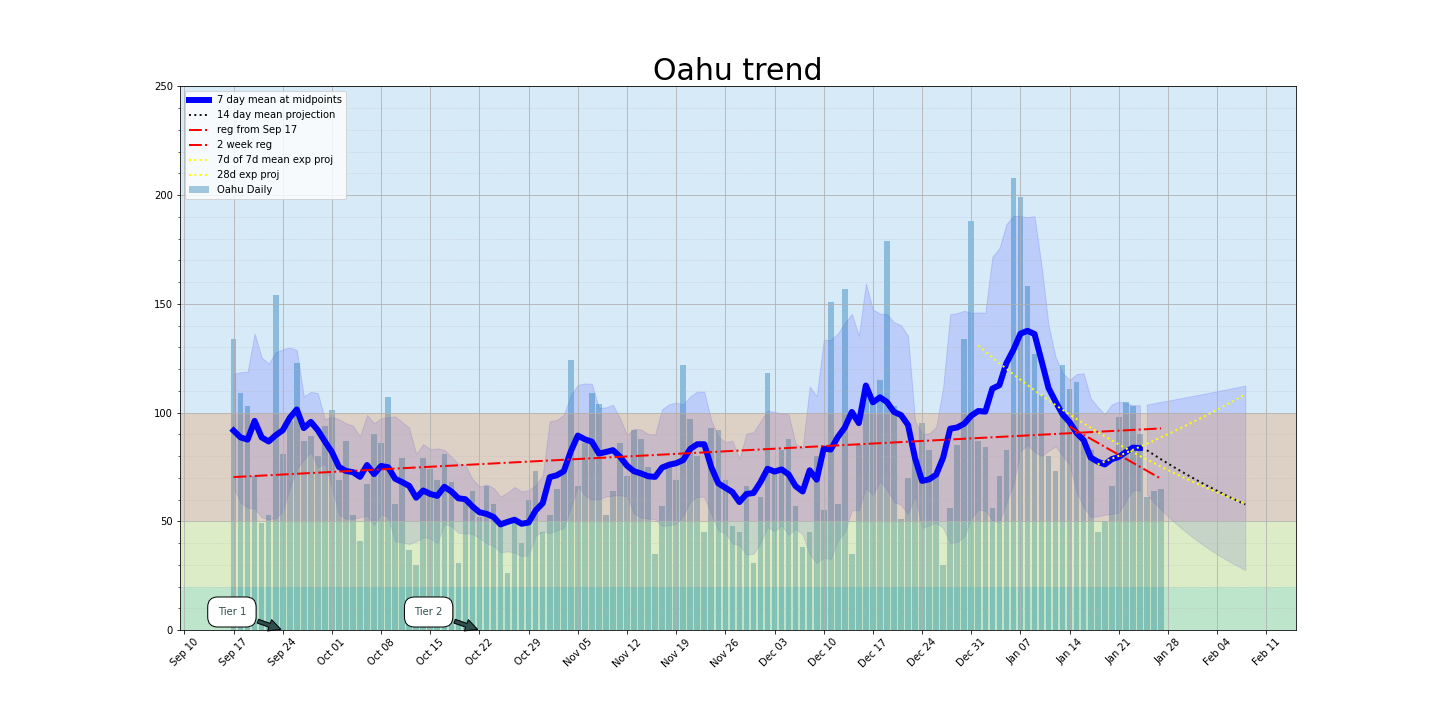 Oahu trend
250
200
150
100
50
0
7 day mean at midpoints
14 day mean projection
reg from Sep 17
2 week reg
7d of 7d mean exp proj
28d exp proj
Oahu Daily
Tier 1
Tier 2
Sep 10
Sep 17
Sep 24
Oct 01
Oct 08
Oct 15
Oct 22
Oct 29
Nov 05
Nov 12
Nov 19
Nov 26
Dec 03
Dec 10
Dec 17
Dec 24
Dec 31
Jan 07
Jan 14
Jan 21
Jan 28
Feb 04
Feb 11